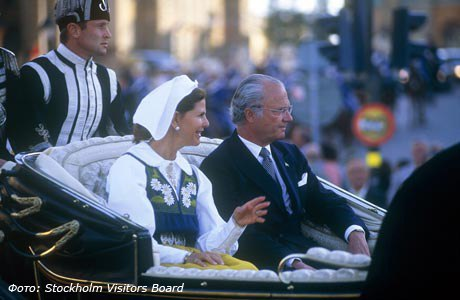 Фото: Stockholm Visitors Board